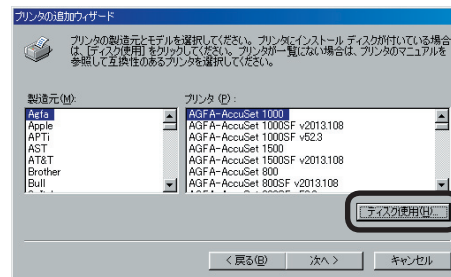 プリンタの追加ウィザード
プリンタの製造元とモデルを選択してください。プリンタにインストール ディスクが付いている場合
は、[ディスク使用] をクリックしてください。プリンタが一覧にない場合は、プリンタのマニュアルを
参照して互換性のあるプリンタを選択してください。
製造元(M):
プリンタ (P) :
Agfa
Apple
APTi
AST
AT&T
Brother
Bull
AGFA-AccuSet 1000
AGFA-AccuSet 1000SF v2013.108
AGFA-AccuSet 1000SF v52.3
AGFA-AccuSet 1500
AGFA-AccuSet 1500SF v2013.108
AGFA-AccuSet 800
AGFA-AccuSet 800SF v2013.108
ディスク使用(H)...
< 戻る(B)
次へ >
キャンセル